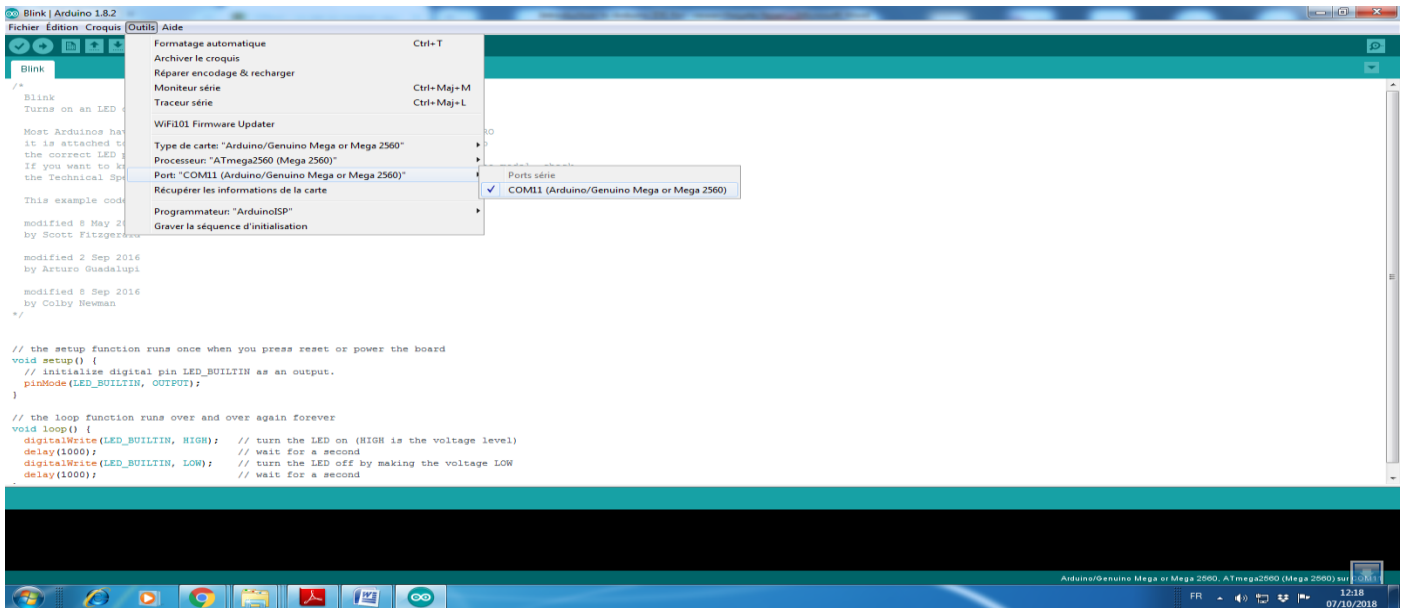 Blink | Arduino 1.8.2
Fichier Édition Croquis Outils Aide
Formatage automatique Ctrl+T
Archiver le croquis
Réparer encodage & recharger
Moniteur série Ctrl+Maj+M
Traceur série Ctrl+Maj+L
WiFi101 Firmware Updater
Type de carte: "Arduino/Genuino Mega or Mega 2560"
Processeur: "ATmega2560 (Mega 2560)"
Port: "COM11 (Arduino/Genuino Mega or Mega 2560)"
Récupérer les informations de la carte
Programmateur: "ArduinoISP"
Graver la séquence d'initialisation
Ports série
COM11 (Arduino/Genuino Mega or Mega 2560)
Blink
/*
Blink
Turns on an LED
Most Arduinos
it is attached
the correct LED
If you want to
the Technical
This example code
modified 8 May
by Scott Fitzgerald
modified 2 Sep 2016
by Arturo Guadalupi
modified 8 Sep 2016
by Colby Newman
*/
// the setup function runs once when you press reset or power the board
void setup() {
// initialize digital pin LED_BUILTIN as an output.
pinMode(LED_BUILTIN, OUTPUT);
}
// the loop function runs over and over again forever
void loop() {
digitalWrite(LED_BUILTIN, HIGH); // turn the LED on (HIGH is the voltage level)
delay(1000); // wait for a second
digitalWrite(LED_BUILTIN, LOW); // turn the LED off by making the voltage LOW
delay(1000); // wait for a second
Arduino/Genuino Mega or Mega 2560, ATmega2560 (Mega 2560) sur COM11
FR
12:18
07/10/2018